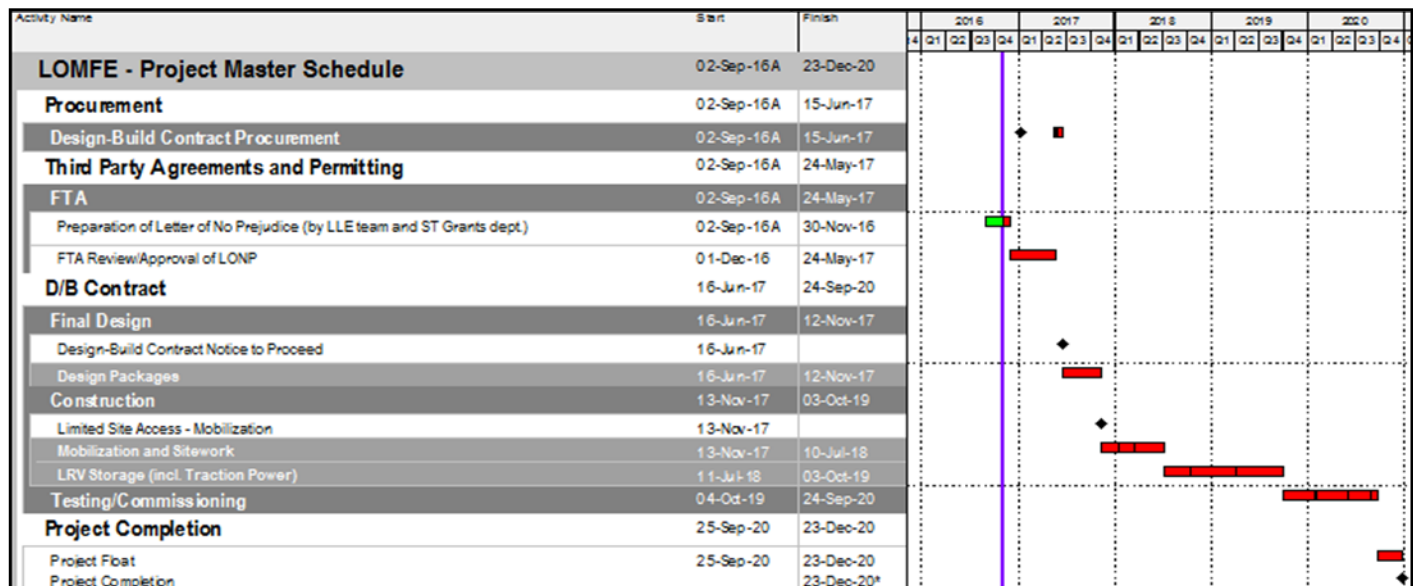 Activity Name Start Finish 2016 2017 2018 2019 2020
4 Q1 Q2 Q3 Q4 Q1 Q2 Q3 Q4 Q1 Q2 Q3 Q4 Q1 Q2 Q3 Q4 Q1 Q2 Q3 Q4
LOMFE - Project Master Schedule 02-Sep-16A 23-Dec-20
Procurement 02-Sep-16A 15-Jun-17
Design-Build Contract Procurement 02-Sep-16A 15-Jun-17
Third Party Agreements and Permitting 02-Sep-16A 24-May-17
FTA 02-Sep-16A 24-May-17
Preparation of Letter of No Prejudice (by LLE team and ST Grants dept.) 02-Sep-16A 30-Nov-16
FTA Review/Approval of LONP 01-Dec-16 24-May-17
D/B Contract 16-Jun-17 24-Sep-20
Final Design 16-Jun-17 12-Nov-17
Design-Build Contract Notice to Proceed 16-Jun-17
Design Packages 16-Jun-17 12-Nov-17
Construction 13-Nov-17 03-Oct-19
Limited Site Access - Mobilization 13-Nov-17
Mobilization and Sitework 13-Nov-17 10-Jul-18
LRV Storage (incl. Traction Power) 11-Jul-18 03-Oct-19
Testing/Commissioning 04-Oct-19 24-Sep-20
Project Completion 25-Sep-20 23-Dec-20
Project Float 25-Sep-20 23-Dec-20
Project Completion 23-Dec-20*